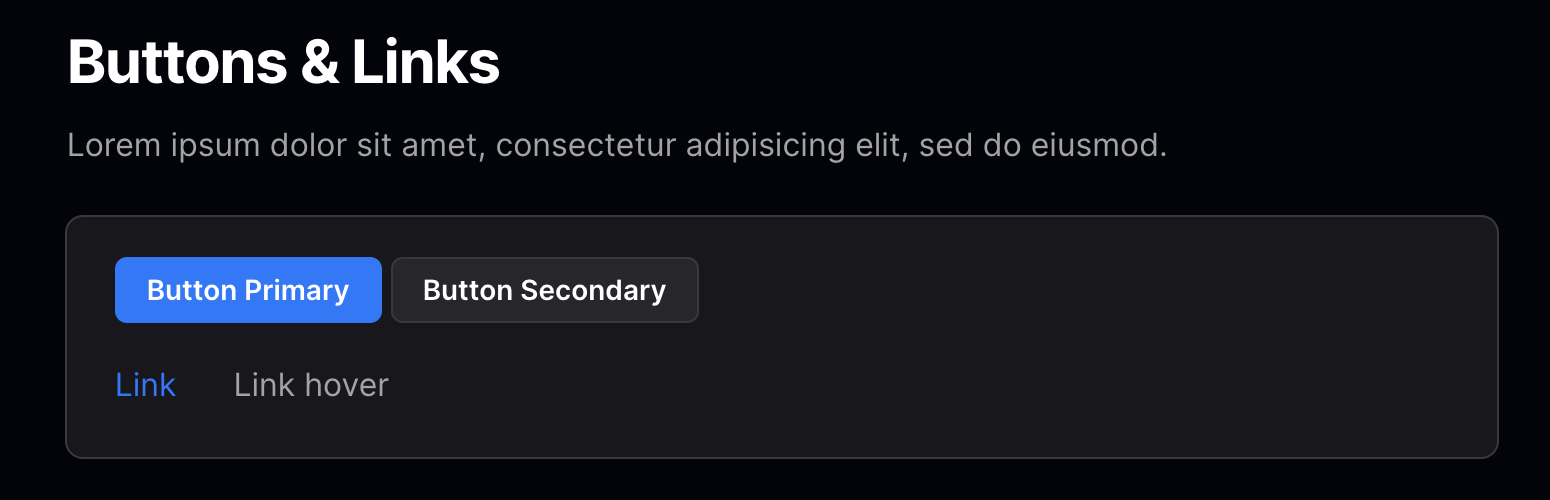 Buttons & Links
Lorem ipsum dolor sit amet, consectetur adipisicing elit, sed do eiusmod.
Button Primary Button Secondary
Link Link hover